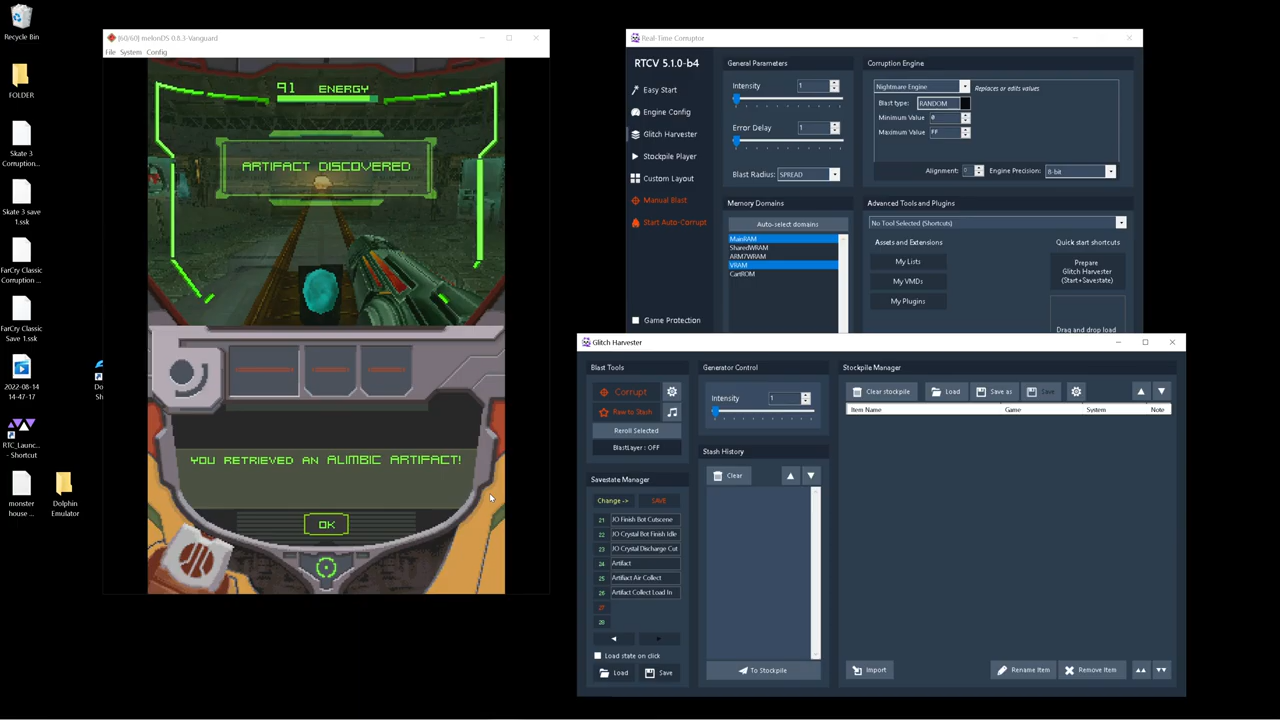 Recycle Bin
FOLDER
Skate 3
Corruption...
Skate 3 save
1.ssk
FarCry Classic
Corruption ...
FarCry Classic
Save 1.ssk
2022-08-14
14-47-17
RTC_Launc...
- Shortcut
monster
house ...
Dolphin
Emulator
[60/60] melonDS 0.8.3-Vanguard
File System Config
91 ENERGY
ARTIFACT DISCOVERED
YOU RETRIEVED AN ALIMBIC ARTIFACT!
OK
Real-Time Corruptor
RTCV 5.1.0-b4
Easy Start
Engine Config
Glitch Harvester
Stockpile Player
Custom Layout
Manual Blast
Start Auto-Corrupt
Game Protection
General Parameters
Intensity 1
Error Delay 1
Blast Radius: SPREAD
Memory Domains
Auto-select domains
MainRAM
SharedWRAM
ARM7WRAM
VRAM
CartROM
Corruption Engine
Nightmare Engine Replaces or edits values
Blast type: RANDOM
Minimum Value 0
Maximum Value FF
Alignment: 0 Engine Precision: 8-bit
Advanced Tools and Plugins
No Tool Selected (Shortcuts)
Assets and Extensions
My Lists
My VMDs
My Plugins
Quick start shortcuts
Prepare
Glitch Harvester
(Start+Savestate)
Drag and drop load
Glitch Harvester
Blast Tools
Corrupt
Raw to Stash
Reroll Selected
BlastLayer : OFF
Savestate Manager
Change -> SAVE
21 JO Finish Bot Cutscene
22 JO Crystal Bot Finish Idle
23 JO Crystal Discharge Cut
24 Artifact
25 Artifact Air Collect
26 Artifact Collect Load In
27
28
Load state on click
Load Save
Generator Control
Intensity 1
Stash History
Clear
To Stockpile
Stockpile Manager
Clear stockpile Load Save as Save
Item Name Game System Note
Import Rename Item Remove Item